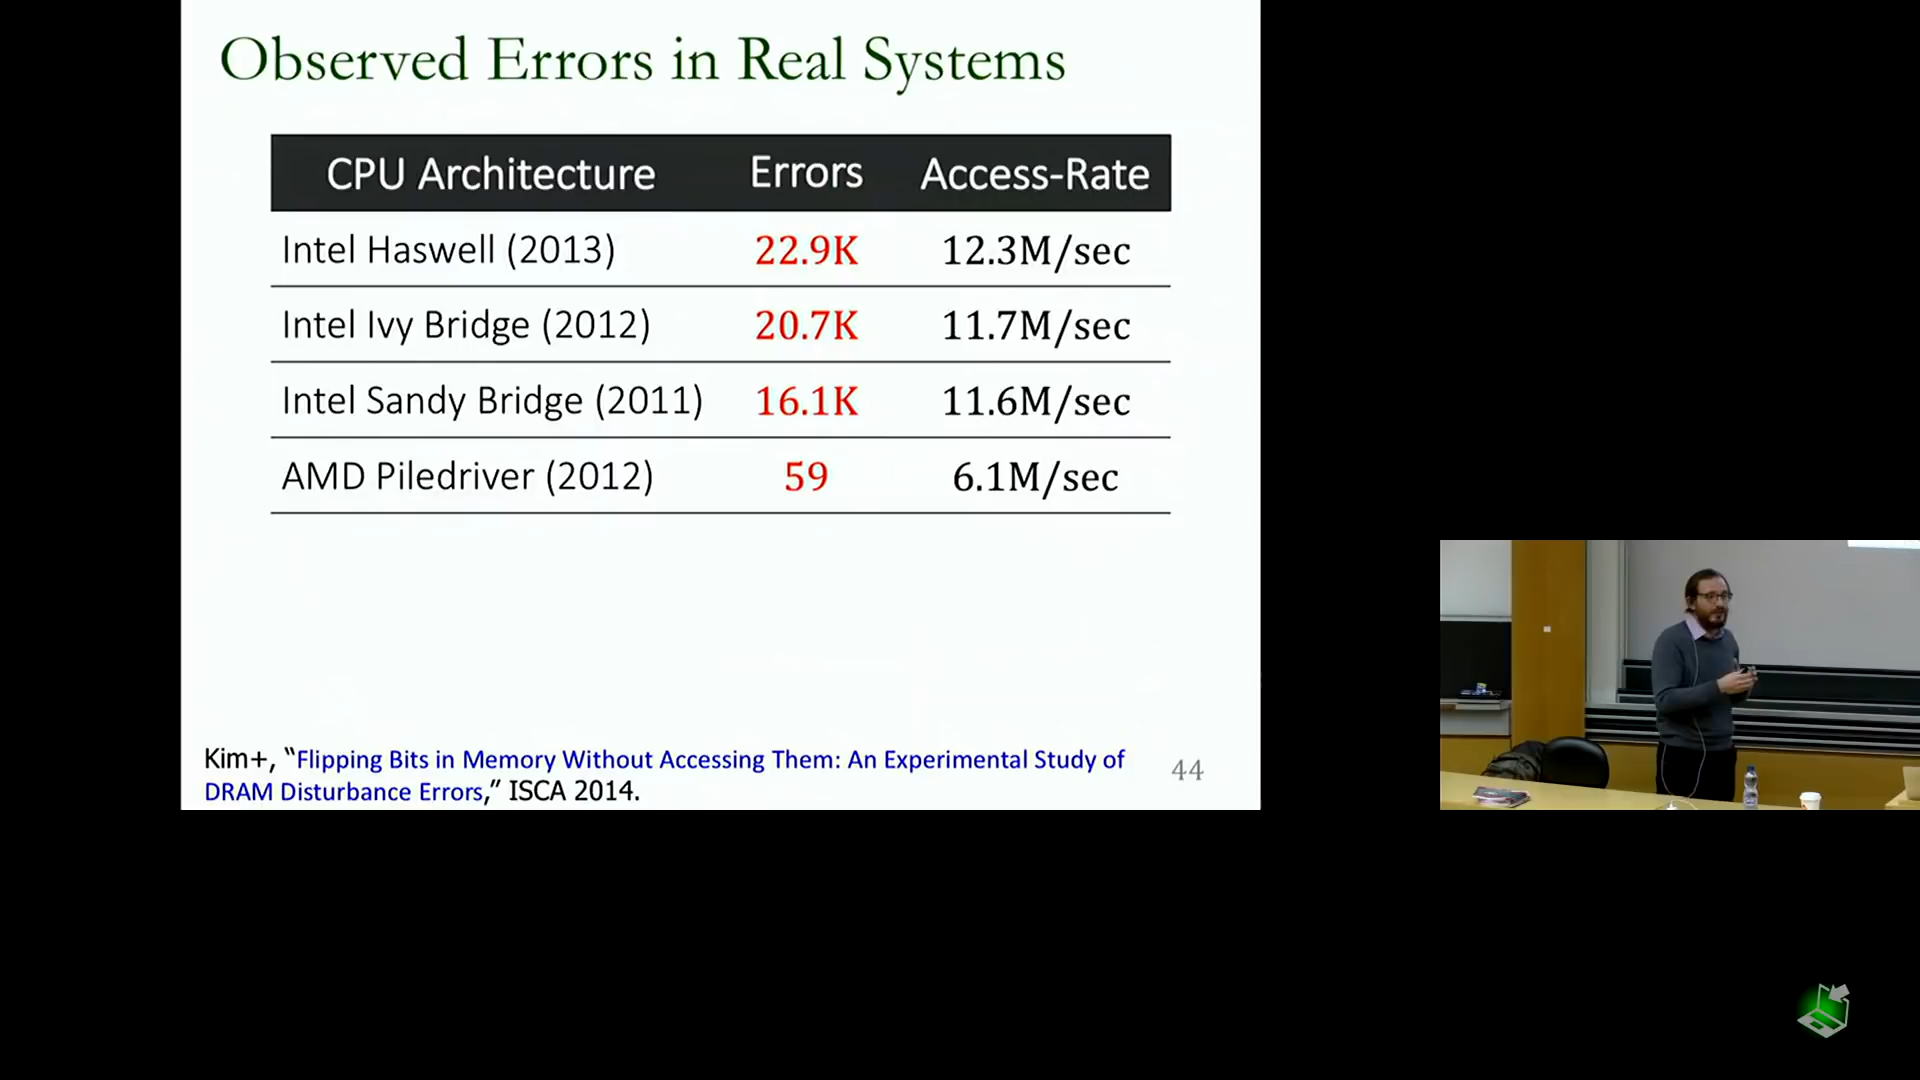 Observed Errors in Real Systems
CPU Architecture Errors Access-Rate
Intel Haswell (2013) 22.9K 12.3M/sec
Intel Ivy Bridge (2012) 20.7K 11.7M/sec
Intel Sandy Bridge (2011) 16.1K 11.6M/sec
AMD Piledriver (2012) 59 6.1M/sec
Kim+, “Flipping Bits in Memory Without Accessing Them: An Experimental Study of
DRAM Disturbance Errors,” ISCA 2014.
44